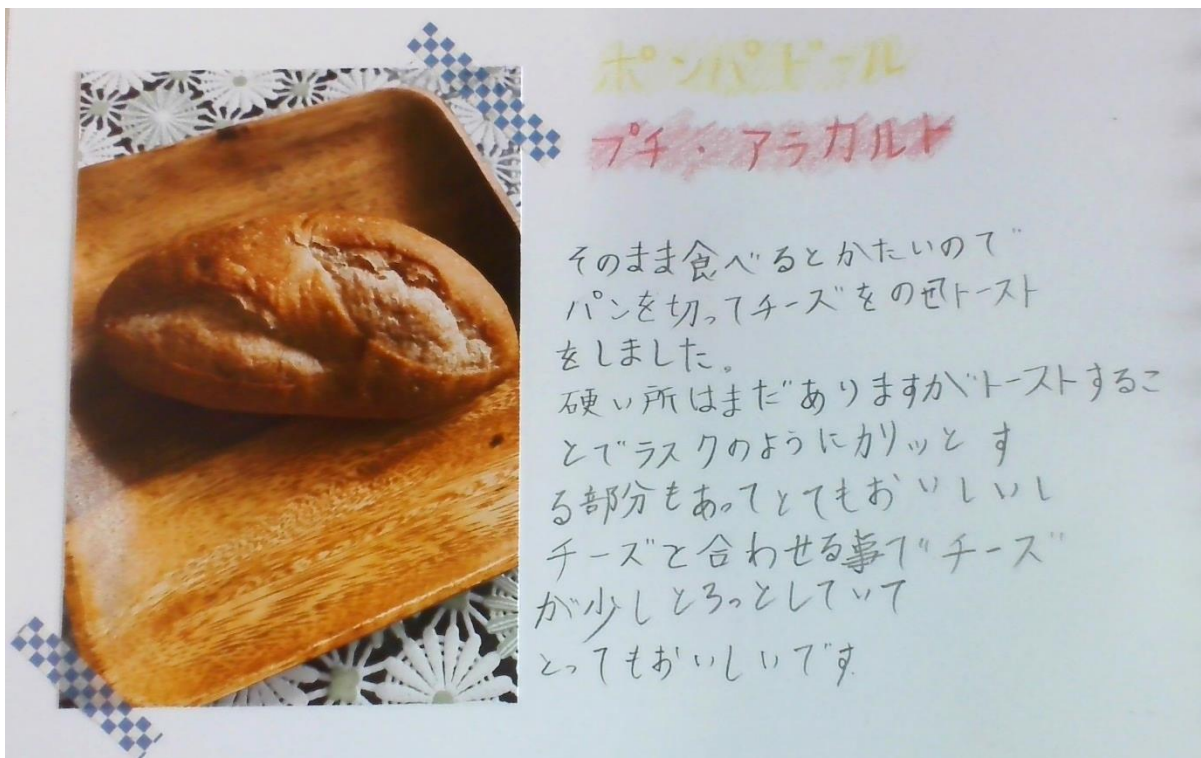 ポンパドール
プチ・アラカルト
そのまま食べるとかたいので
パンを切ってチーズをのせトースト
をしました。
硬い所はまだありますがトーストするこ
とでラスクのようにカリッとす
る部分もあってとてもおいしいし
チーズと合わせる事でチーズ
が少しとろっとしていて
とってもおいしいです